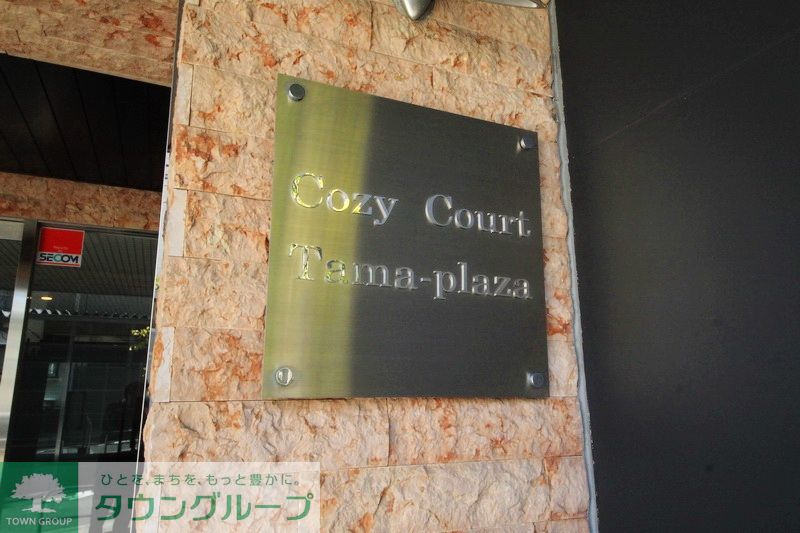 Cozy Court
Tama-plaza
SECOM
ひとを、まちを、もっと豊かに。
タウングループ
TOWN GROUP